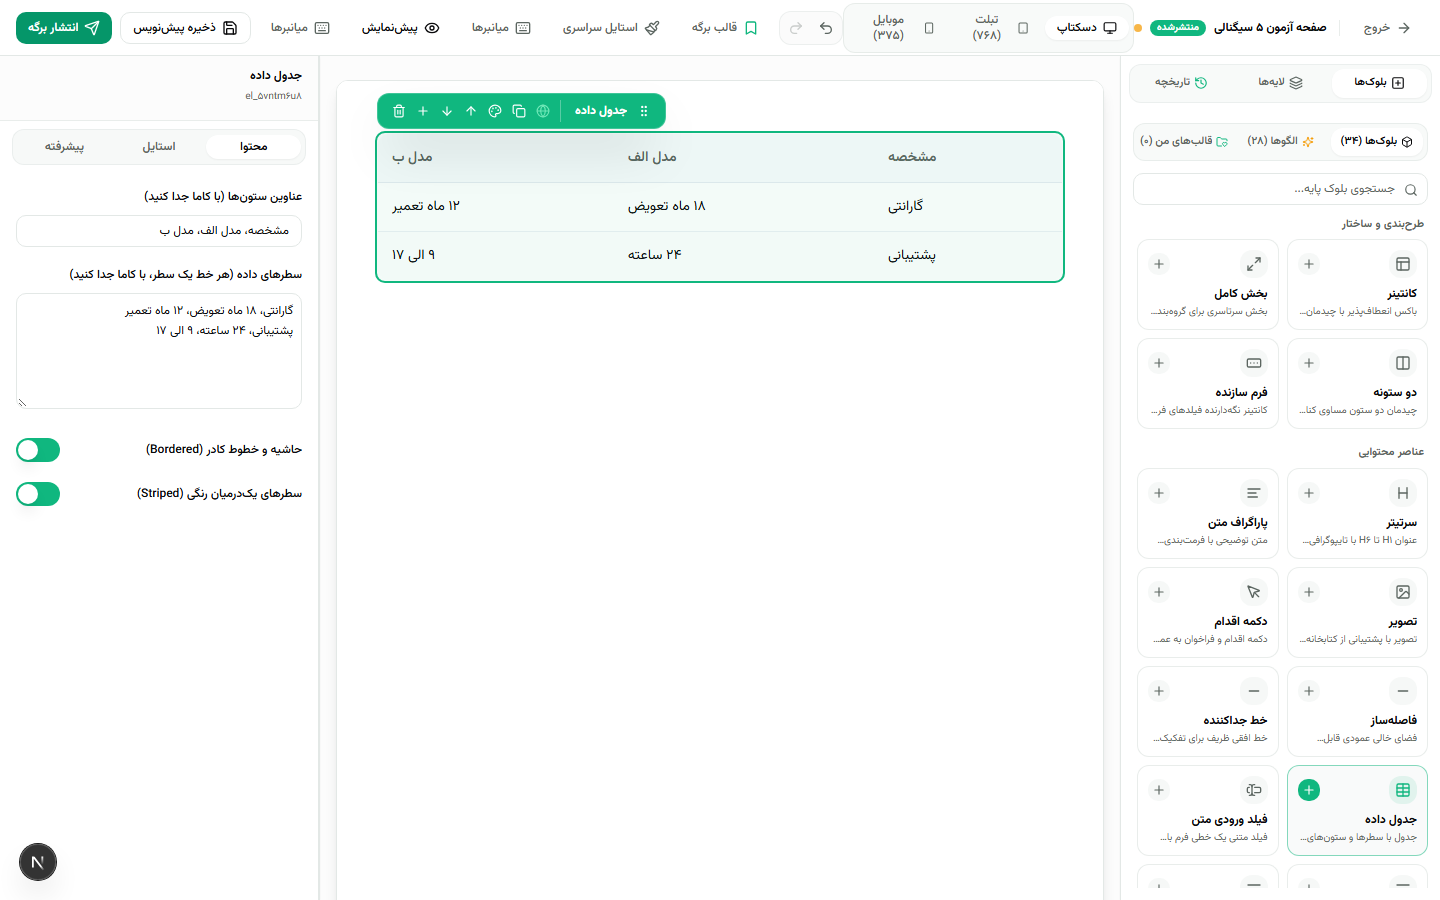 خروج
صفحه آزمون ۵ سیگنالی
منتشرشده
دسکتاپ
تبلت (۷۶۸)
موبایل (۳۷۵)
قالب برگه
استایل سراسری
میانبرها
پیش‌نمایش
میانبرها
ذخیره پیش‌نویس
انتشار برگه
بلوک‌ها
لایه‌ها
تاریخچه
بلوک‌ها (۳۴)
الگوها (۲۸)
قالب‌های من (۰)
جستجوی بلوک پایه...
طرح‌بندی و ساختار
کانتینر
باکس انعطاف‌پذیر با چیدمان...
بخش کامل
بخش سرتاسری برای گروه‌بند...
دو ستونه
چیدمان دو ستون مساوی کنا...
فرم سازنده
کانتینر نگه‌دارنده فیلدهای فر...
عناصر محتوایی
سرتیتر
عنوان H۱ تا H۶ با تایپوگرافی...
پاراگراف متن
متن توضیحی با فرمت‌بندی...
تصویر
تصویر با پشتیبانی از کتابخانه...
دکمه اقدام
دکمه اقدام و فراخوان به عمـ...
فاصله‌ساز
فضای خالی عمودی قابل...
خط جداکننده
خط افقی ظریف برای تفکیک...
جدول داده
جدول با سطرها و ستون‌های...
فیلد ورودی متن
فیلد متنی یک خطی فرم با...
جدول داده
مشخصه	مدل الف	مدل ب
گارانتی	۱۸ ماه تعویض	۱۲ ماه تعمیر
پشتیبانی	۲۴ ساعته	۹ الی ۱۷
جدول داده
el_۵vntm۶u۸
محتوا
استایل
پیشرفته
عناوین ستون‌ها (با کاما جدا کنید)
مشخصه، مدل الف، مدل ب
سطرهای داده (هر خط یک سطر، با کاما جدا کنید)
گارانتی، ۱۸ ماه تعویض، ۱۲ ماه تعمیر
پشتیبانی، ۲۴ ساعته، ۹ الی ۱۷
حاشیه و خطوط کادر (Bordered)
سطرهای یک‌درمیان رنگی (Striped)
N